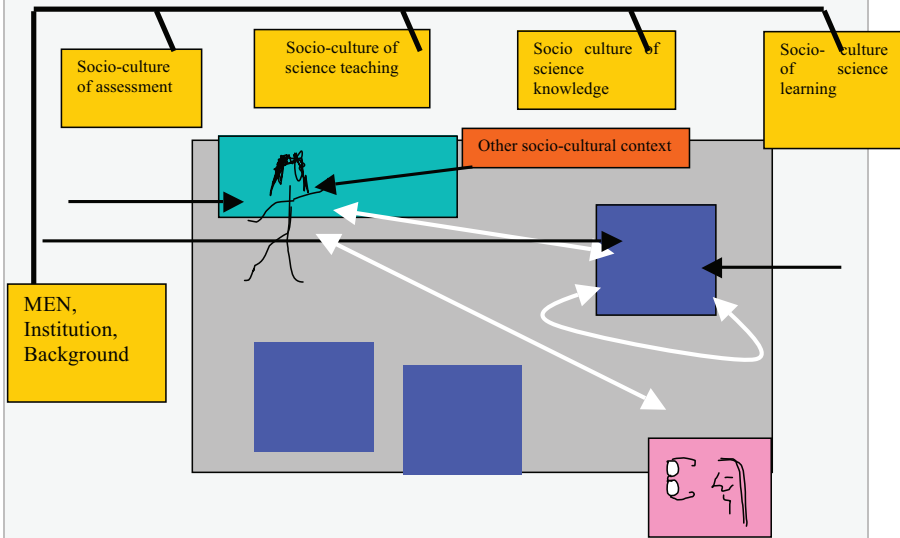 Socio-culture
of assessment
Socio-culture of
science teaching
Socio culture of
science
knowledge
Socio- culture
of science
learning
Other socio-cultural context
MEN,
Institution,
Background